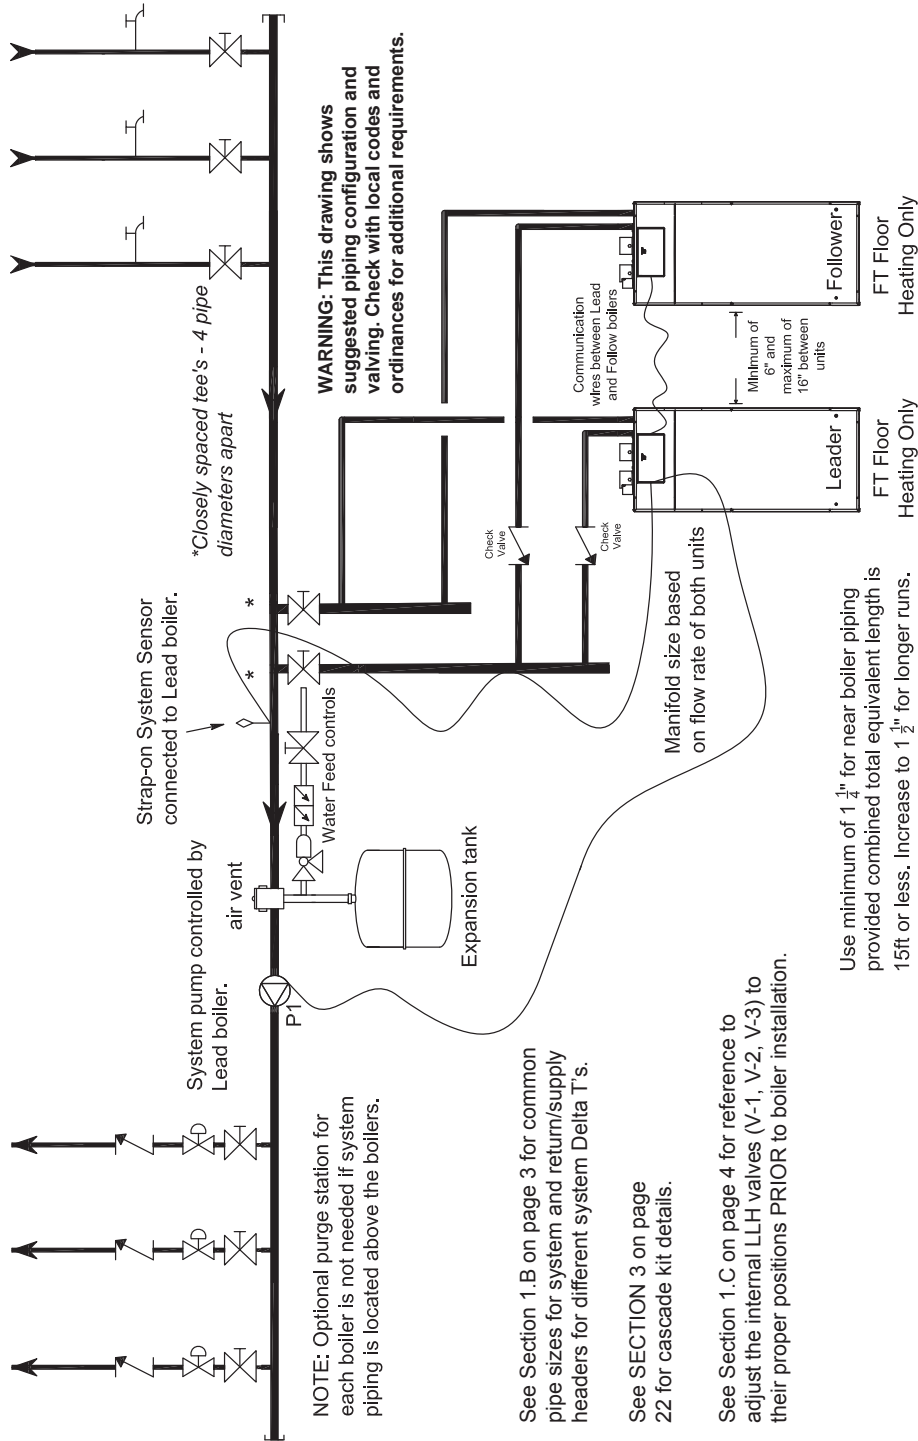 System pump controlled by
Lead boiler.
air vent
Strap-on System Sensor
connected to Lead boiler.
*Closely spaced tee's - 4 pipe
diameters apart
*
*
P1
Water Feed controls
Expansion tank
NOTE: Optional purge station for
each boiler is not needed if system
piping is located above the boilers.
WARNING: This drawing shows
suggested piping configuration and
valving. Check with local codes and
ordinances for additional requirements.
Check
Valve
Check
Valve
Communication
wires between Lead
and Follow boilers
Manifold size based
on flow rate of both units
Minimum of
6" and
maximum of
16" between
units
Leader
Follower
FT Floor
Heating Only
FT Floor
Heating Only
See Section 1.B on page 3 for common
pipe sizes for system and return/supply
headers for different system Delta T's.
See SECTION 3 on page
22 for cascade kit details.
See Section 1.C on page 4 for reference to
adjust the internal LLH valves (V-1, V-2, V-3) to
their proper positions PRIOR to boiler installation.
Use minimum of 1 1/4" for near boiler piping
provided combined total equivalent length is
15ft or less. Increase to 1 1/2" for longer runs.